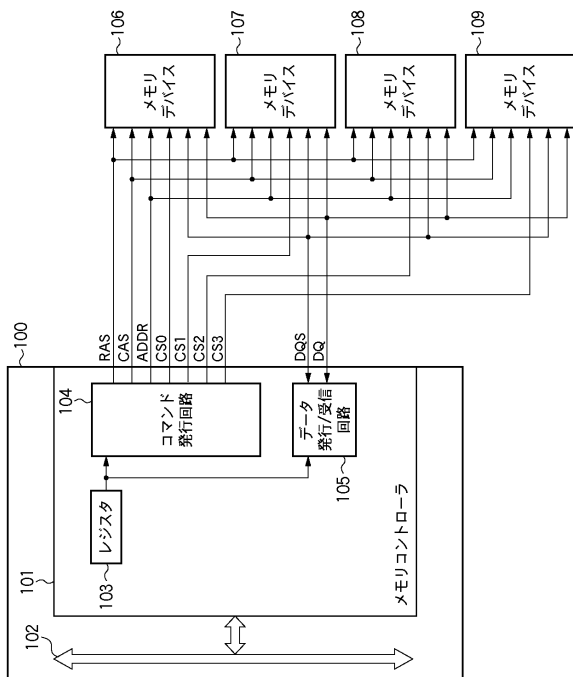 100
101
102
103
レジスタ
104
コマンド
発行回路
データ
発行/受信
回路
105
メモリコントローラ
RAS
CAS
ADDR
CS0
CS1
CS2
CS3
DQS
DQ
106
メモリ
デバイス
107
メモリ
デバイス
108
メモリ
デバイス
109
メモリ
デバイス